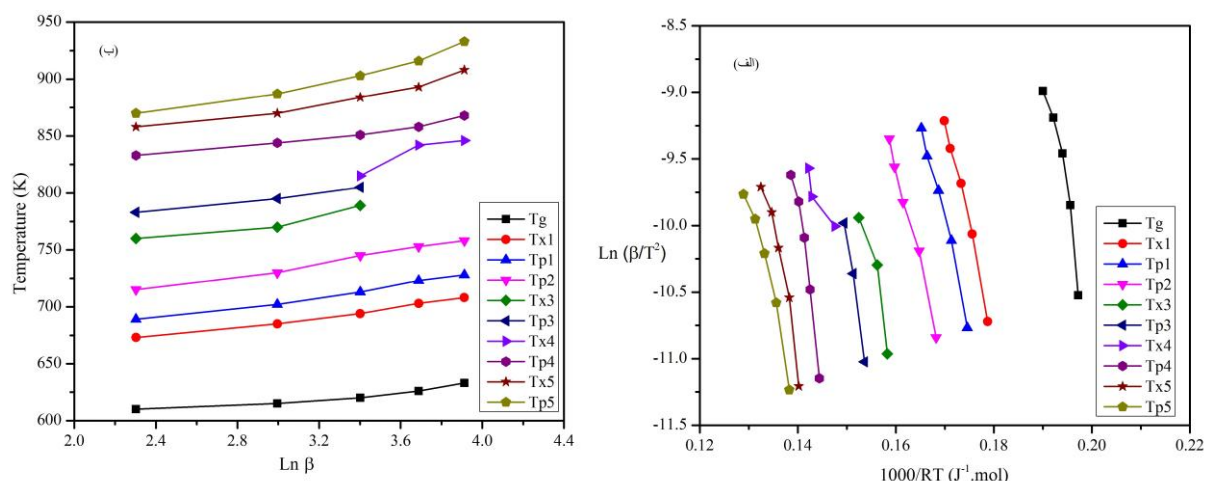 (ب)
Temperature (K)
950
900
850
800
750
700
650
600
2.0 2.4 2.8 3.2 3.6 4.0 4.4
Ln β
Tg
Tx1
Tp1
Tp2
Tx3
Tp3
Tx4
Tp4
Tx5
Tp5
(الف)
Ln (β/T²)
-8.5
-9.0
-9.5
-10.0
-10.5
-11.0
-11.5
0.12 0.14 0.16 0.18 0.20 0.22
1000/RT (J⁻¹.mol)
Tg
Tx1
Tp1
Tp2
Tx3
Tp3
Tx4
Tp4
Tx5
Tp5